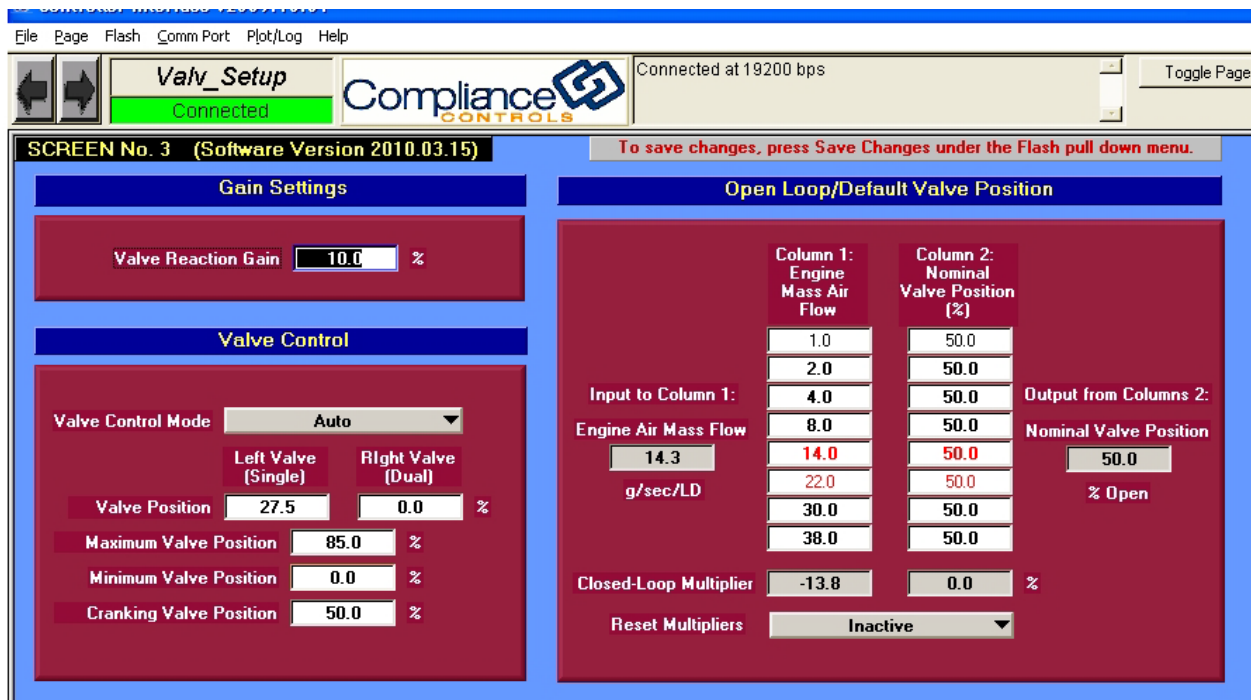 File Page Flash Comm Port Plot/Log Help
Valv_Setup
Connected
Compliance
CONTROLS
Connected at 19200 bps
Toggle Page
SCREEN No. 3 (Software Version 2010.03.15)
To save changes, press Save Changes under the Flash pull down menu.
Gain Settings
Valve Reaction Gain 10.0 %
Valve Control
Valve Control Mode Auto
Left Valve (Single)
RIght Valve (Dual)
Valve Position 27.5 0.0 %
Maximum Valve Position 85.0 %
Minimum Valve Position 0.0 %
Cranking Valve Position 50.0 %
Open Loop/Default Valve Position
Column 1:
Engine
Mass Air
Flow
Column 2:
Nominal
Valve Position
(%)
1.0 50.0
2.0 50.0
4.0 50.0
8.0 50.0
14.0 50.0
22.0 50.0
30.0 50.0
38.0 50.0
Input to Column 1:
Engine Air Mass Flow
14.3
g/sec/LD
Output from Columns 2:
Nominal Valve Position
50.0
% Open
Closed-Loop Multiplier -13.8 0.0 %
Reset Multipliers Inactive